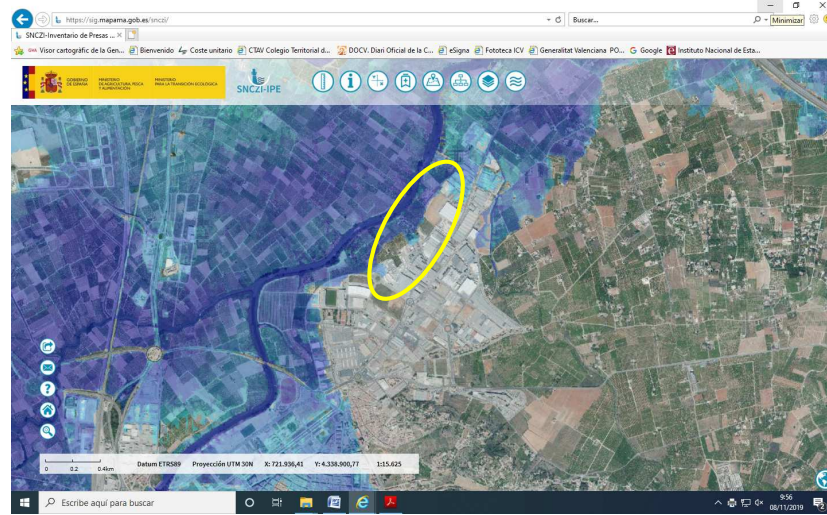 https://sig.mapama.gob.es/snczi/
Buscar...
Minimizar
SNCZI-Inventario de Presas ...
Visor cartogràfic de la Gen...
Bienvenido
Coste unitario
CTAV Colegio Territorial d...
DOCV. Diari Oficial de la C...
eSigna
Fototeca ICV
Generalitat Valenciana PO...
Google
Instituto Nacional de Esta...
GOBIERNO
DE ESPAÑA
MINISTERIO
DE AGRICULTURA, PESCA
Y ALIMENTACIÓN
MINISTERIO
PARA LA TRANSICIÓN ECOLÓGICA
SNCZI-IPE
0 0.2 0.4km
Datum ETRS89 Proyección UTM 30N X: 721.936,41 Y: 4.338.900,77 1:15.625
Escribe aquí para buscar
9:56
08/11/2019
2